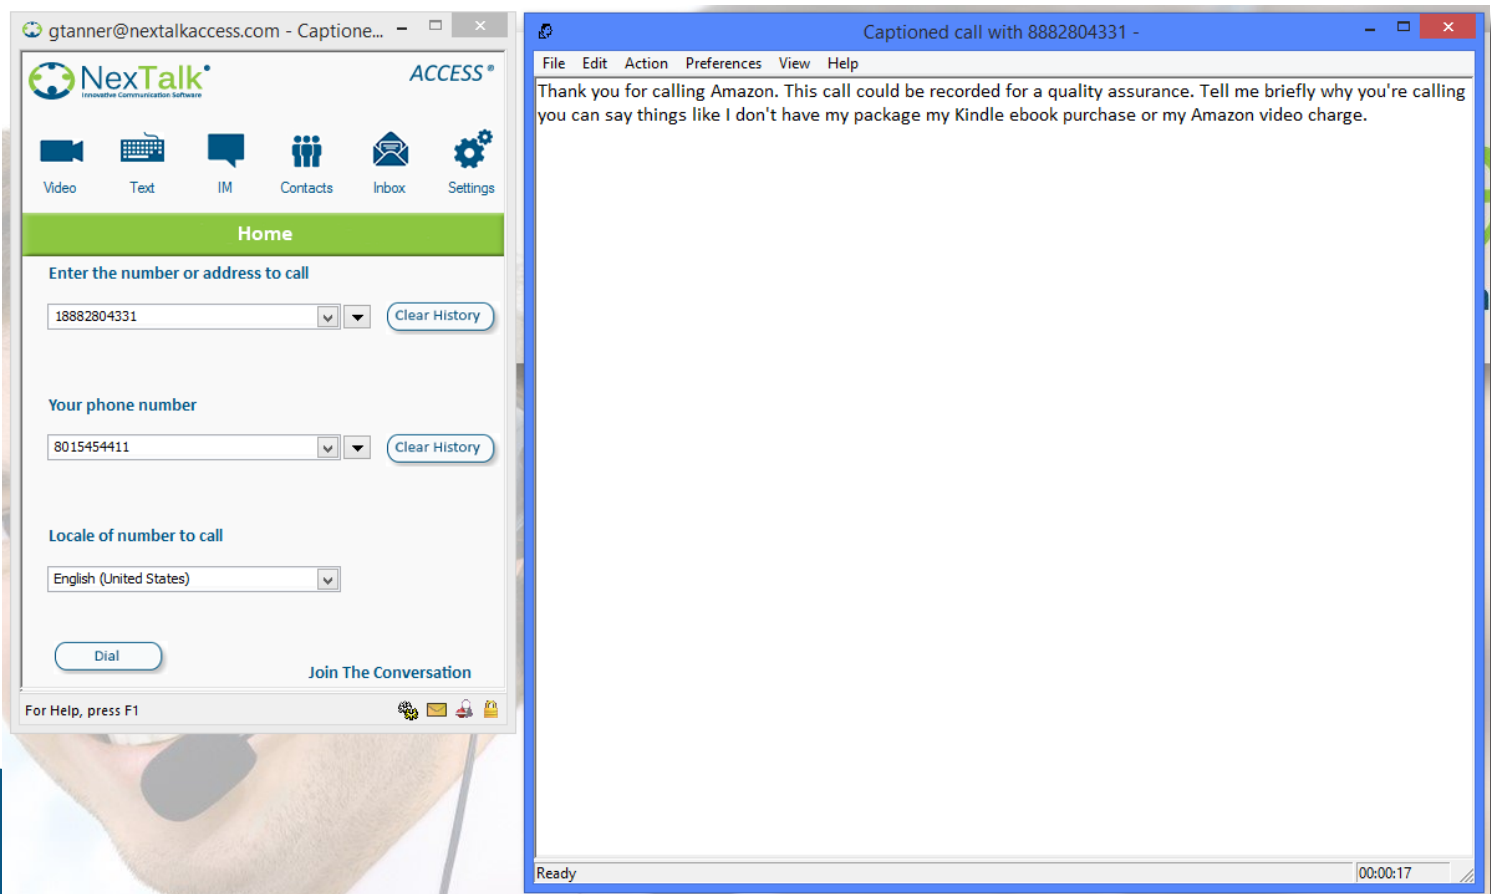 gtanner@nextalkaccess.com - Captione...
NexTalk
Innovative Communication Software
ACCESS®
Video Text IM Contacts Inbox Settings
Home
Enter the number or address to call
18882804331
Clear History
Your phone number
8015454411
Clear History
Locale of number to call
English (United States)
Dial
Join The Conversation
For Help, press F1
Captioned call with 8882804331 -
File Edit Action Preferences View Help
Thank you for calling Amazon. This call could be recorded for a quality assurance. Tell me briefly why you're calling
you can say things like I don't have my package my Kindle ebook purchase or my Amazon video charge.
Ready
00:00:17